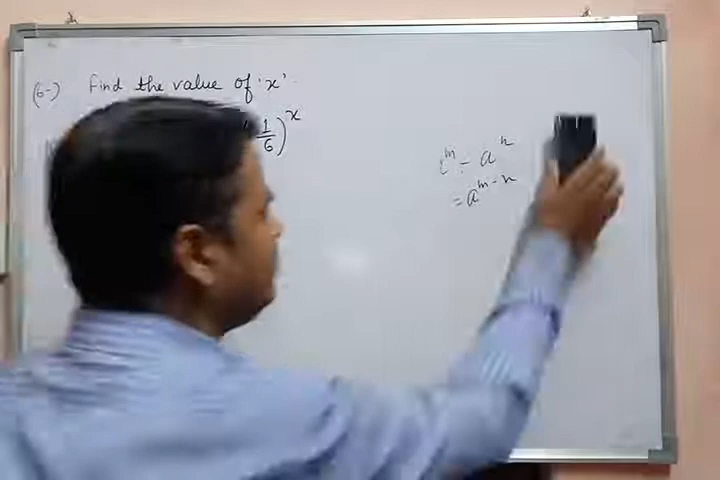 (6-) Find the value of 'x'.
1/6)^x
m ÷ a^n
= a^(m-n)